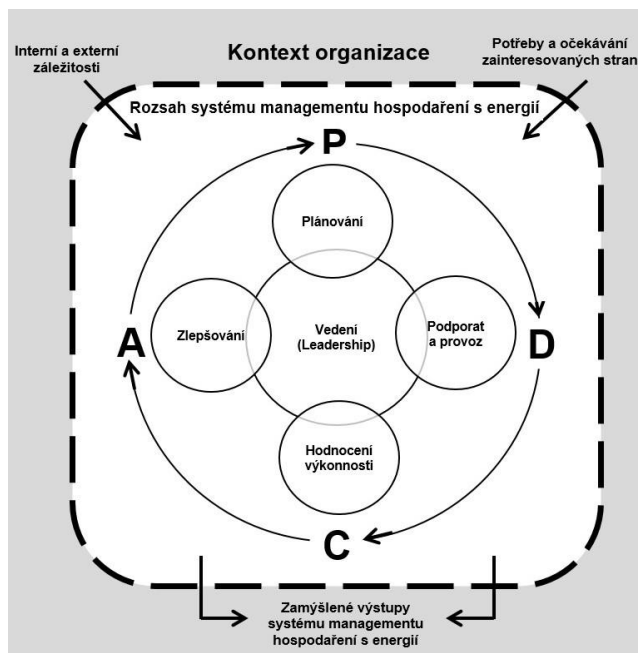 Interní a externí
záležitosti
Kontext organizace
Potřeby a očekávání
zainteresovaných stran
Rozsah systému managementu hospodaření s energií
P
Plánování
A
Zlepšování
Vedení
(Leadership)
Podporat
a provoz
D
Hodnocení
výkonnosti
C
Zamýšlené výstupy
systému managementu
hospodaření s energií